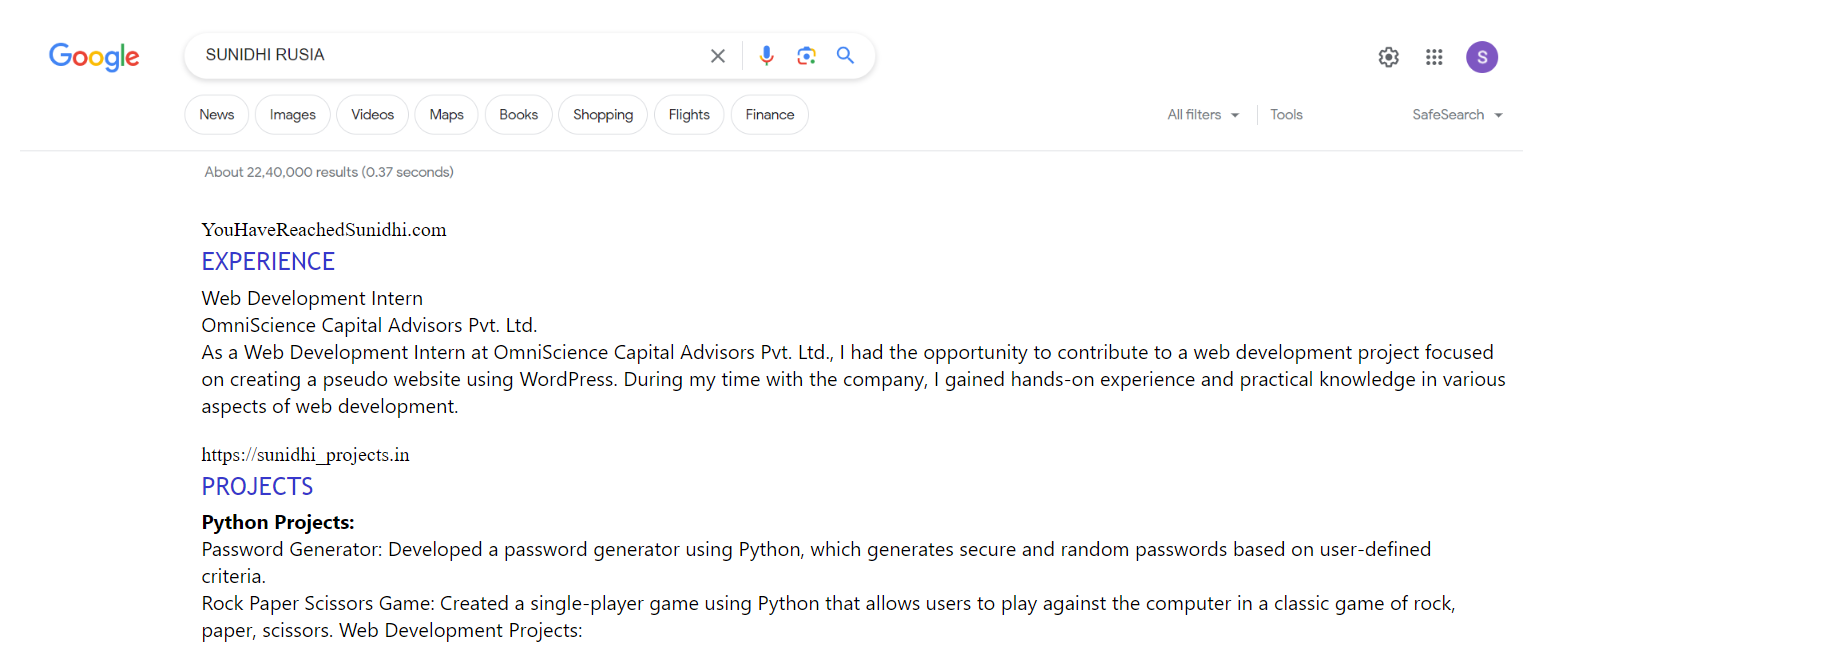 Google
SUNIDHI RUSIA
S
News
Images
Videos
Maps
Books
Shopping
Flights
Finance
All filters
Tools
SafeSearch
About 22,40,000 results (0.37 seconds)
YouHaveReachedSunidhi.com
EXPERIENCE
Web Development Intern
OmniScience Capital Advisors Pvt. Ltd.
As a Web Development Intern at OmniScience Capital Advisors Pvt. Ltd., I had the opportunity to contribute to a web development project focused
on creating a pseudo website using WordPress. During my time with the company, I gained hands-on experience and practical knowledge in various
aspects of web development.
https://sunidhi_projects.in
PROJECTS
Python Projects:
Password Generator: Developed a password generator using Python, which generates secure and random passwords based on user-defined
criteria.
Rock Paper Scissors Game: Created a single-player game using Python that allows users to play against the computer in a classic game of rock,
paper, scissors. Web Development Projects: